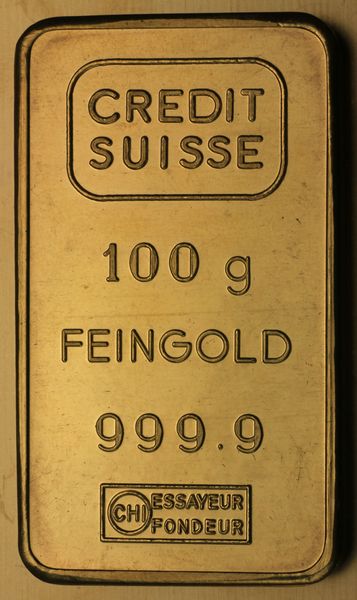 CREDIT
SUISSE
100 g
FEINGOLD
999.9
CHI ESSAYEUR
FONDEUR